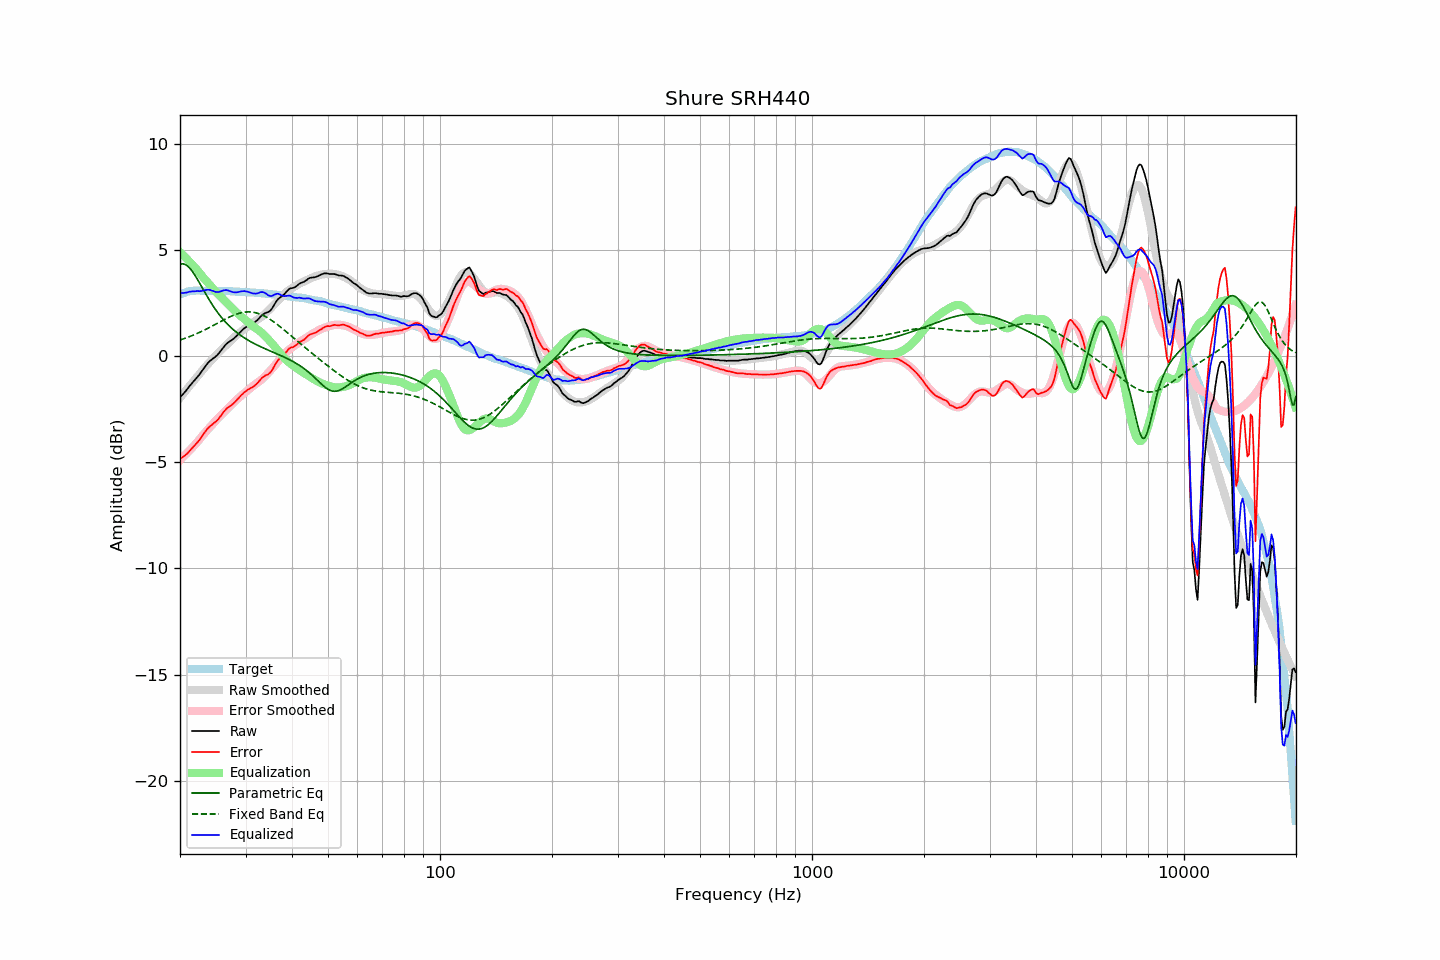 Shure SRH440
10
5
0
−5
−10
−15
−20
Amplitude (dBr)
Target
Raw Smoothed
Error Smoothed
Raw
Error
Equalization
Parametric Eq
Fixed Band Eq
Equalized
100
1000
10000
Frequency (Hz)